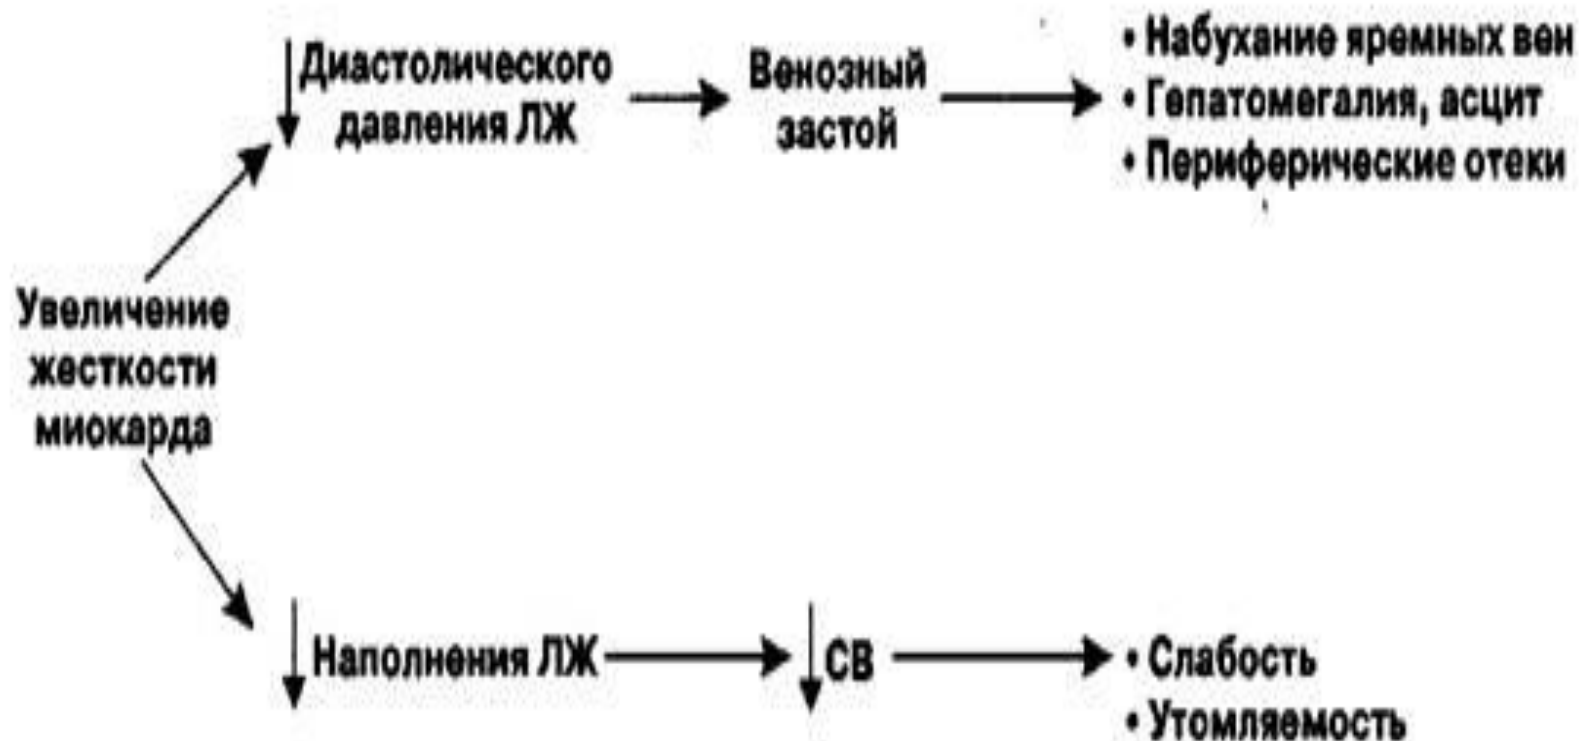 ↓ Диастолического
давления ЛЖ
Венозный
застой
• Набухание яремных вен
• Гепатомегалия, асцит
• Периферические отеки
Увеличение
жесткости
миокарда
↓ Наполнения ЛЖ
↓ СВ
• Слабость
• Утомляемость